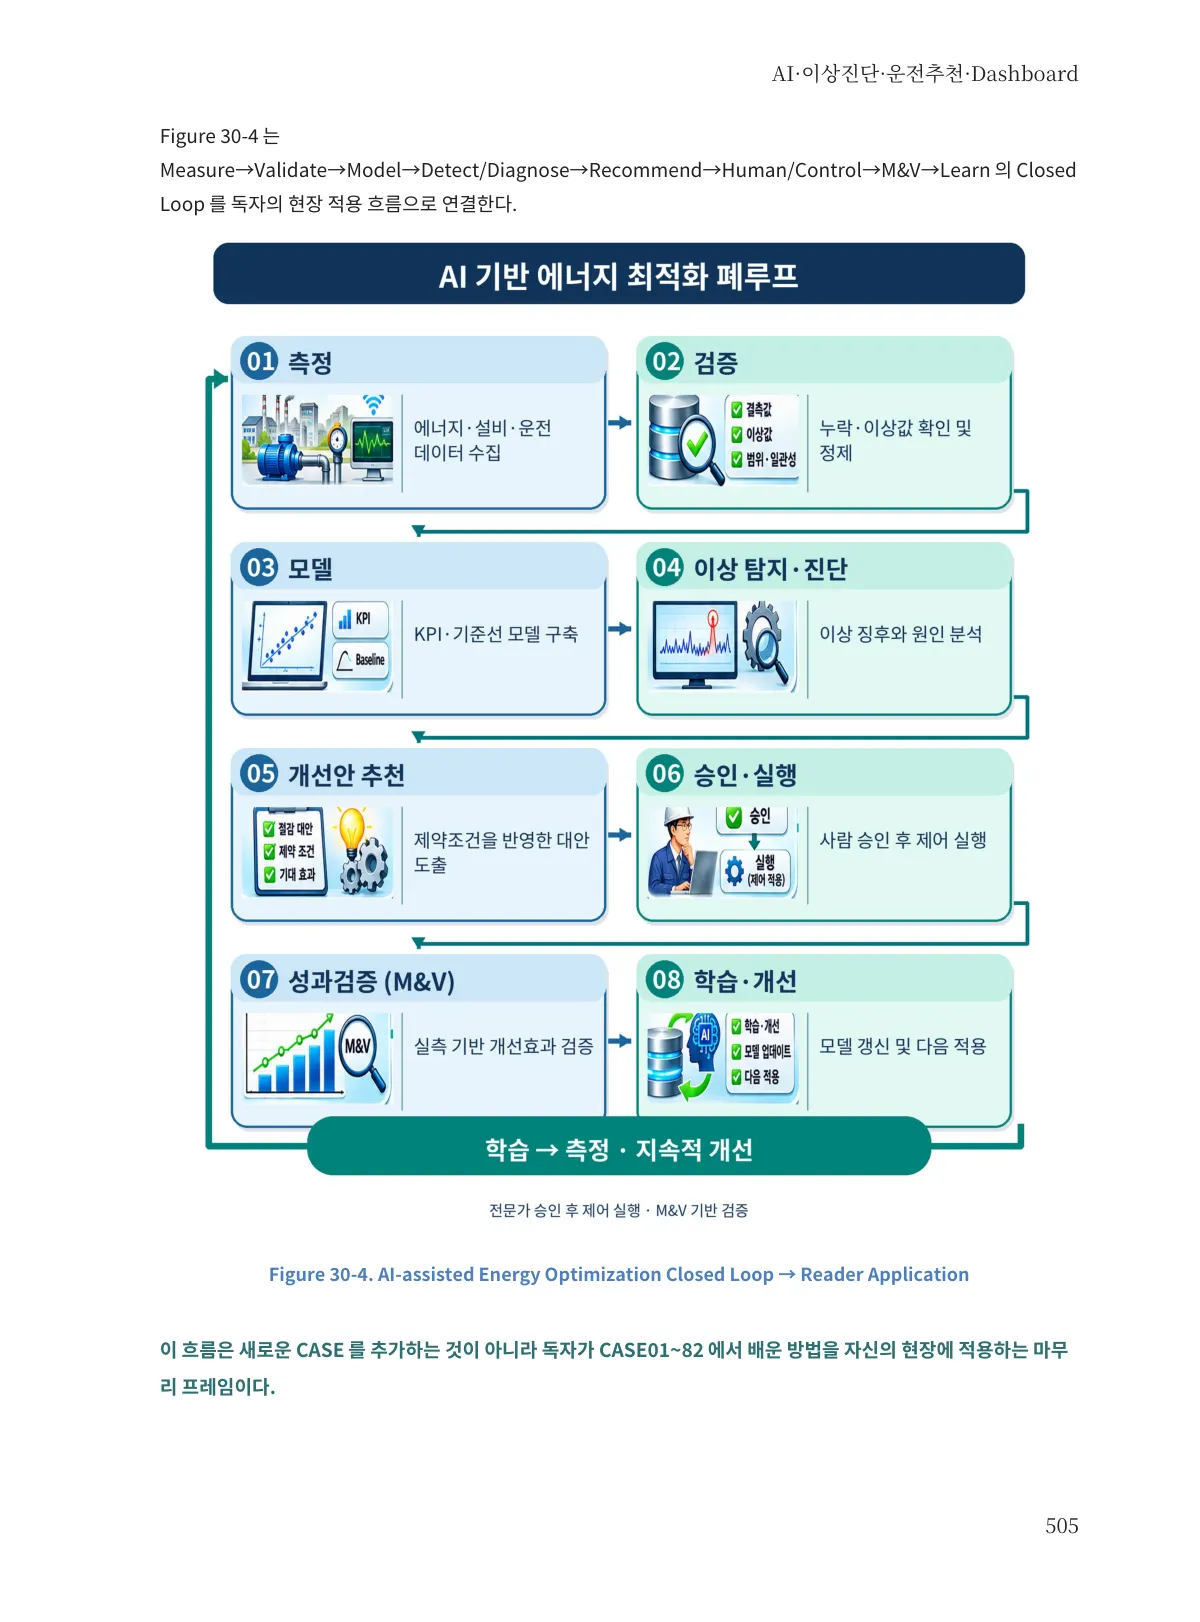 AI·이상진단·운전추천·Dashboard
Figure 30-4 는
Measure→Validate→Model→Detect/Diagnose→Recommend→Human/Control→M&V→Learn 의 Closed
Loop 를 독자의 현장 적용 흐름으로 연결한다.
AI 기반 에너지 최적화 폐루프
01 측정
에너지·설비·운전
데이터 수집
02 검증
결측값
이상값
범위·일관성
누락·이상값 확인 및
정제
03 모델
KPI
Baseline
KPI·기준선 모델 구축
04 이상 탐지·진단
이상 징후와 원인 분석
05 개선안 추천
절감 대안
제약 조건
기대 효과
제약조건을 반영한 대안
도출
06 승인·실행
승인
실행
(제어 적용)
사람 승인 후 제어 실행
07 성과검증 (M&V)
M&V
실측 기반 개선효과 검증
08 학습·개선
AI
학습·개선
모델 업데이트
다음 적용
모델 갱신 및 다음 적용
학습 → 측정 · 지속적 개선
전문가 승인 후 제어 실행 · M&V 기반 검증
Figure 30-4. AI-assisted Energy Optimization Closed Loop → Reader Application
이 흐름은 새로운 CASE 를 추가하는 것이 아니라 독자가 CASE01~82 에서 배운 방법을 자신의 현장에 적용하는 마무
리 프레임이다.
505